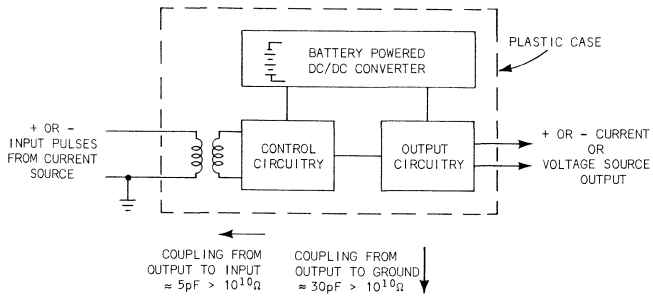 BATTERY POWERED
DC/DC CONVERTER
PLASTIC CASE
+ OR -
INPUT PULSES
FROM CURRENT
SOURCE
CONTROL
CIRCUITRY
OUTPUT
CIRCUITRY
+ OR - CURRENT
OR
VOLTAGE SOURCE
OUTPUT
COUPLING FROM
OUTPUT TO INPUT
≈ 5pF > 10¹⁰Ω
COUPLING FROM
OUTPUT TO GROUND
≈ 30pF > 10¹⁰Ω